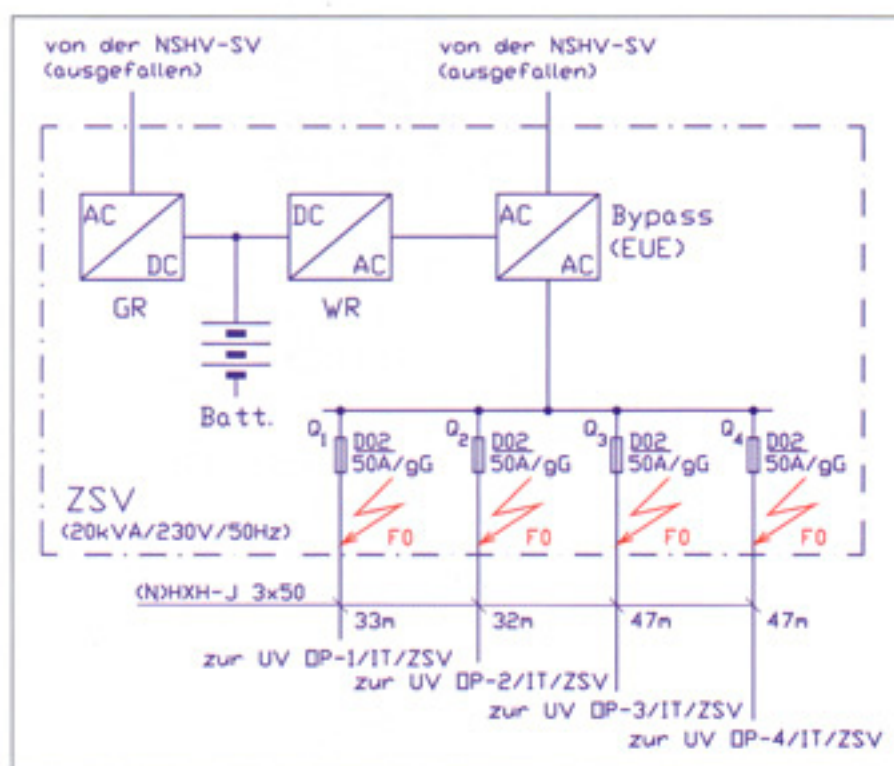 von der NSHV-SV
(ausgefallen)
von der NSHV-SV
(ausgefallen)
AC
DC
GR
DC
AC
WR
AC
AC
Bypass
(EUE)
Batt.
Q1
D02
50A/gG
Q2
D02
50A/gG
Q3
D02
50A/gG
Q4
D02
50A/gG
ZSV
(20kVA/230V/50Hz)
F0
F0
F0
F0
(N)HXH-J 3x50
33m
32m
47m
47m
zur UV OP-1/IT/ZSV
zur UV OP-2/IT/ZSV
zur UV OP-3/IT/ZSV
zur UV OP-4/IT/ZSV